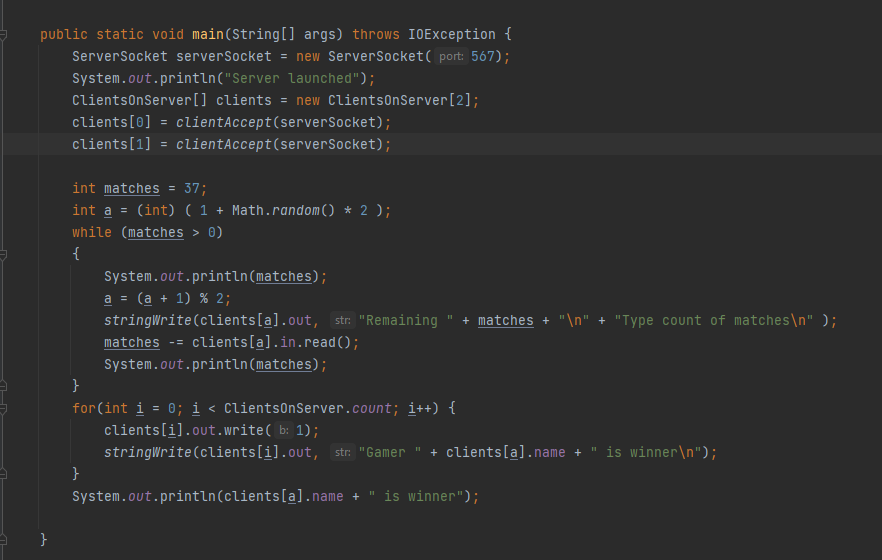 public static void main(String[] args) throws IOException {
ServerSocket serverSocket = new ServerSocket( port: 567);
System.out.println("Server launched");
ClientsOnServer[] clients = new ClientsOnServer[2];
clients[0] = clientAccept(serverSocket);
clients[1] = clientAccept(serverSocket);
int matches = 37;
int a = (int) ( 1 + Math.random() * 2 );
while (matches > 0)
{
System.out.println(matches);
a = (a + 1) % 2;
stringWrite(clients[a].out, str: "Remaining " + matches + "\n" + "Type count of matches\n" );
matches -= clients[a].in.read();
System.out.println(matches);
}
for(int i = 0; i < ClientsOnServer.count; i++) {
clients[i].out.write( b: 1);
stringWrite(clients[i].out, str: "Gamer " + clients[a].name + " is winner\n");
}
System.out.println(clients[a].name + " is winner");
}